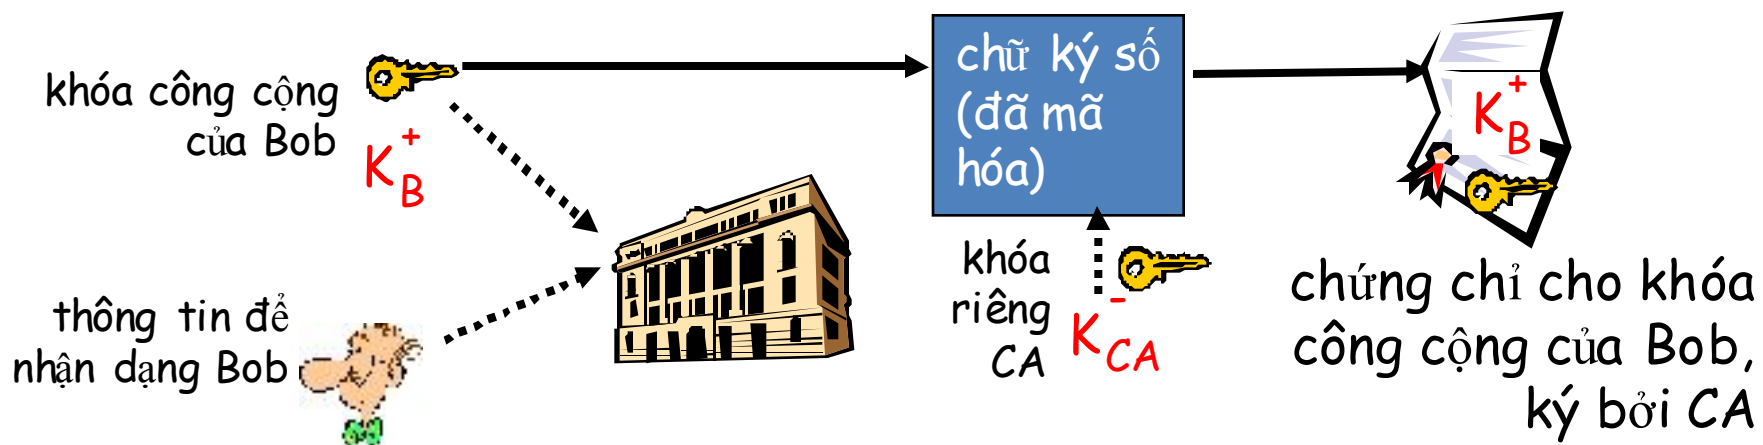 khóa công cộng
của Bob
K B +
thông tin để
nhận dạng Bob
chữ ký số
(đã mã
hóa)
khóa
riêng
CA
K CA -
K B +
chứng chỉ cho khóa
công cộng của Bob,
ký bởi CA